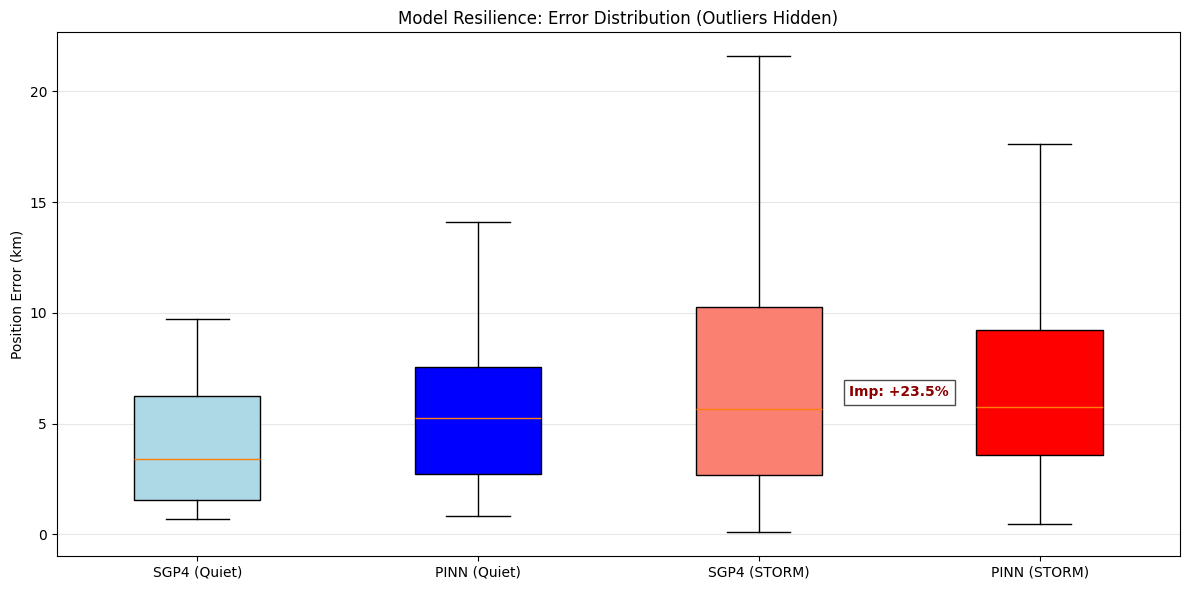 Model Resilience: Error Distribution (Outliers Hidden)
Position Error (km)
20
15
10
5
0
Imp: +23.5%
SGP4 (Quiet)
PINN (Quiet)
SGP4 (STORM)
PINN (STORM)